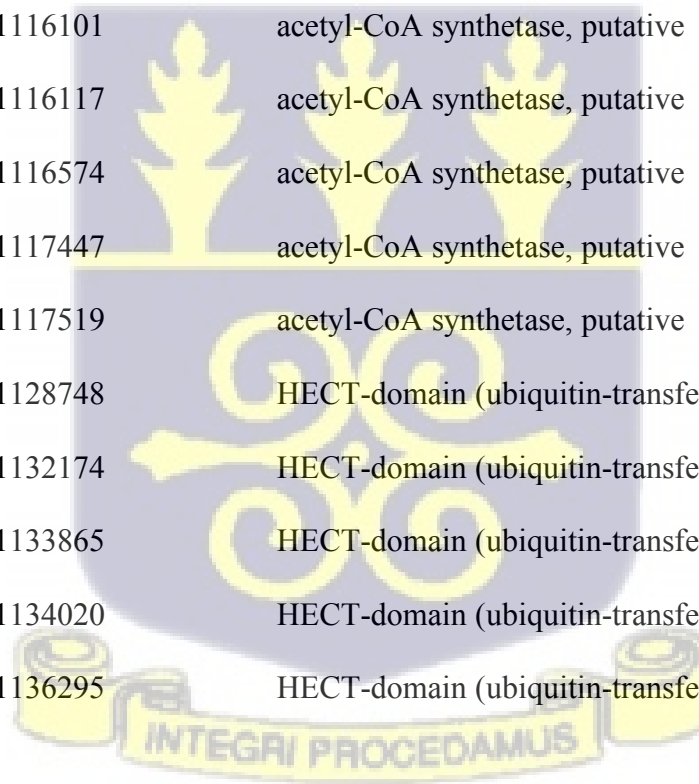 1116101 acetyl-CoA synthetase, putative
1116117 acetyl-CoA synthetase, putative
1116574 acetyl-CoA synthetase, putative
1117447 acetyl-CoA synthetase, putative
1117519 acetyl-CoA synthetase, putative
1128748 HECT-domain (ubiquitin-transfe
1132174 HECT-domain (ubiquitin-transfe
1133865 HECT-domain (ubiquitin-transfe
1134020 HECT-domain (ubiquitin-transfe
1136295 HECT-domain (ubiquitin-transfe
INTEGRI PROCEDAMUS